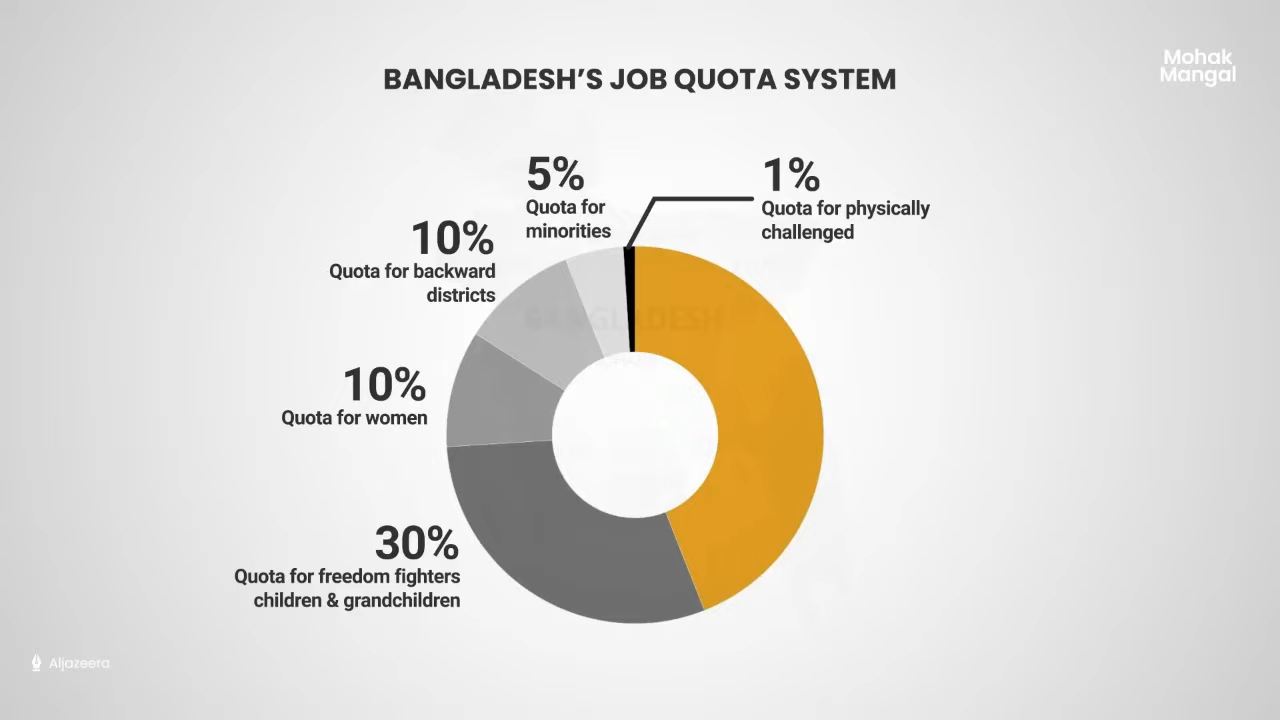 BANGLADESH'S JOB QUOTA SYSTEM
Mohak
Mangal
5%
Quota for
minorities
1%
Quota for physically
challenged
10%
Quota for backward
districts
BANGLADESH
10%
Quota for women
30%
Quota for freedom fighters
children & grandchildren
Aljazeera